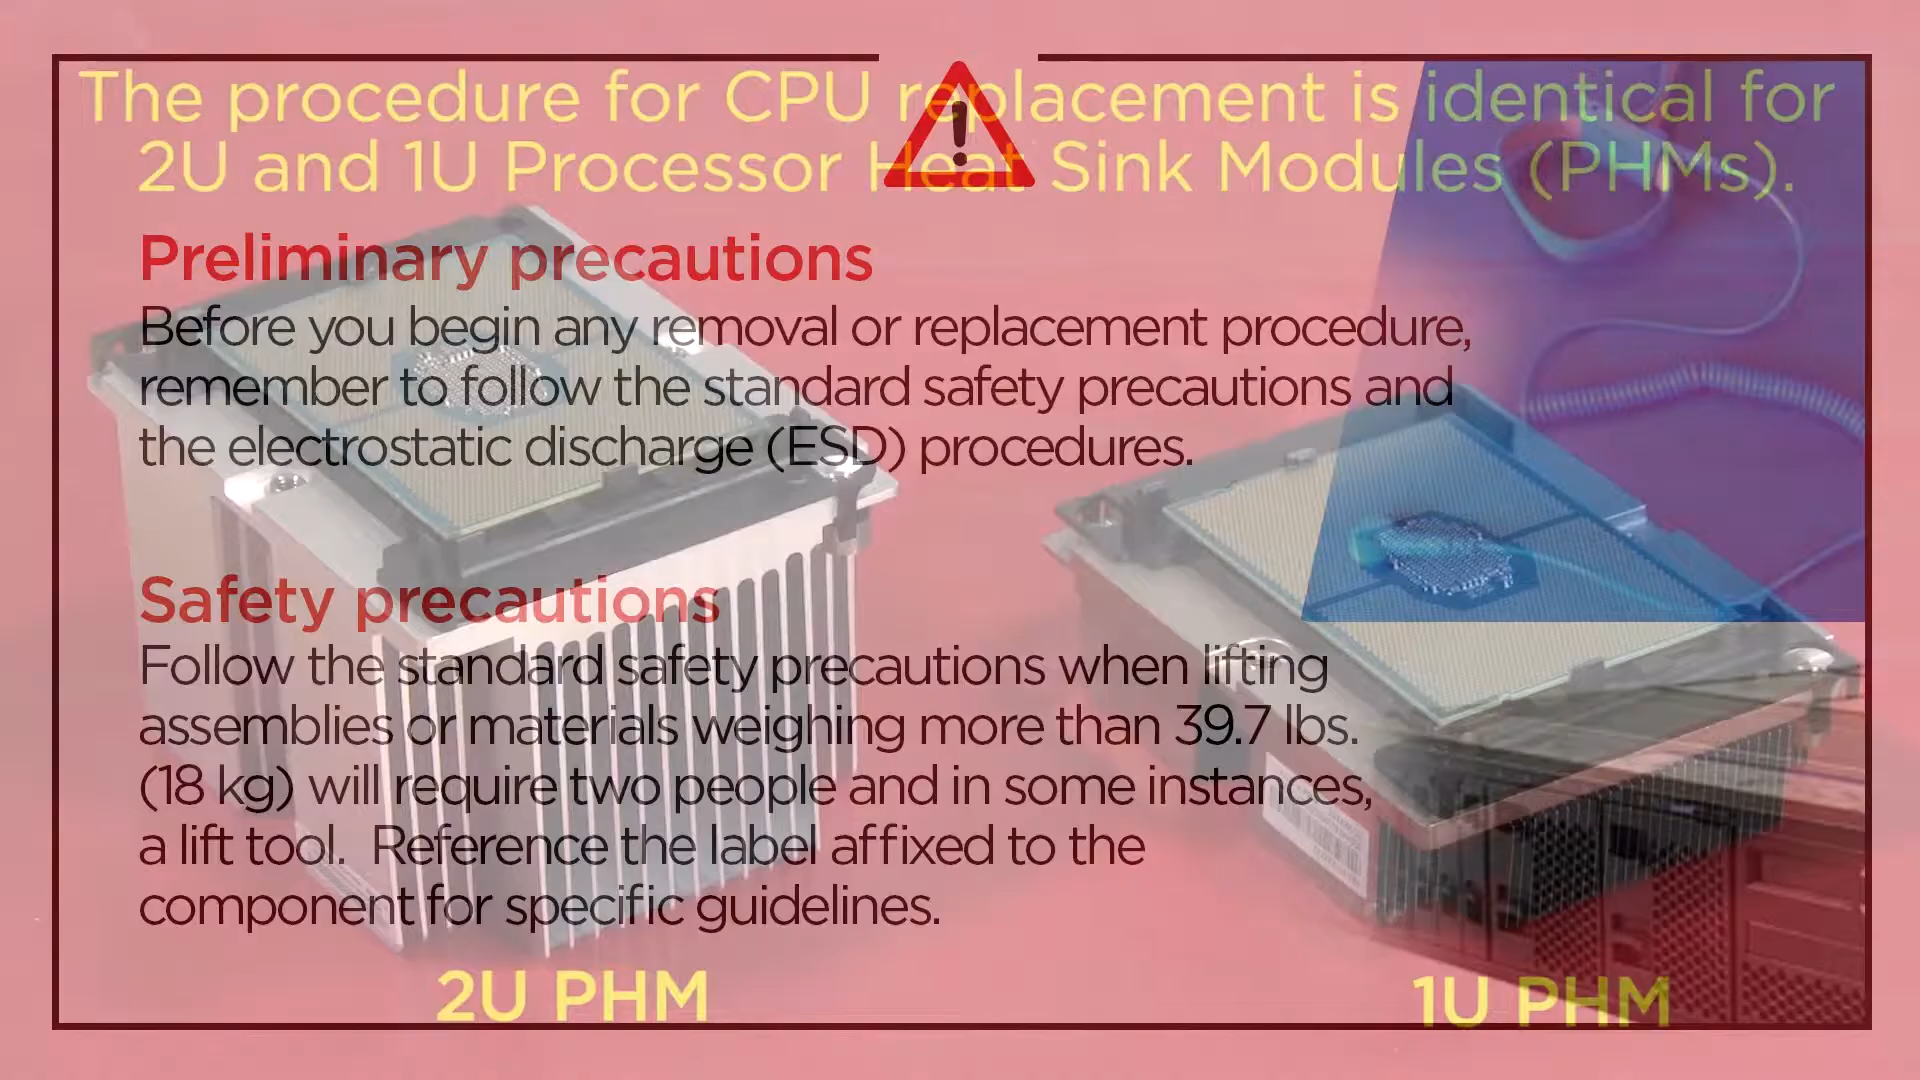 The procedure for CPU replacement is identical for
2U and 1U Processor Heat Sink Modules (PHMs).
Preliminary precautions
Before you begin any removal or replacement procedure,
remember to follow the standard safety precautions and
the electrostatic discharge (ESD) procedures.
Safety precautions
Follow the standard safety precautions when lifting
assemblies or materials weighing more than 39.7 lbs.
(18 kg) will require two people and in some instances,
a lift tool. Reference the label affixed to the
component for specific guidelines.
2U PHM
1U PHM